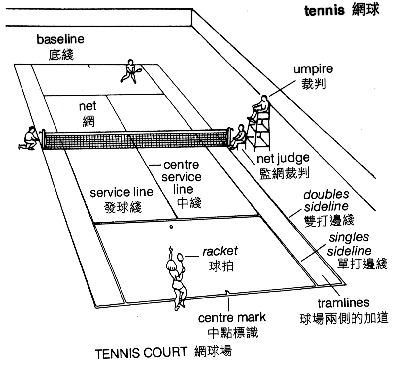 tennis 網球
baseline
底綫
umpire
裁判
net
網
net judge
監網裁判
centre
service
line
中綫
service line
發球綫
doubles
sideline
雙打邊綫
singles
sideline
單打邊綫
racket
球拍
centre mark
中點標識
tramlines
球場兩側的加道
TENNIS COURT 網球場